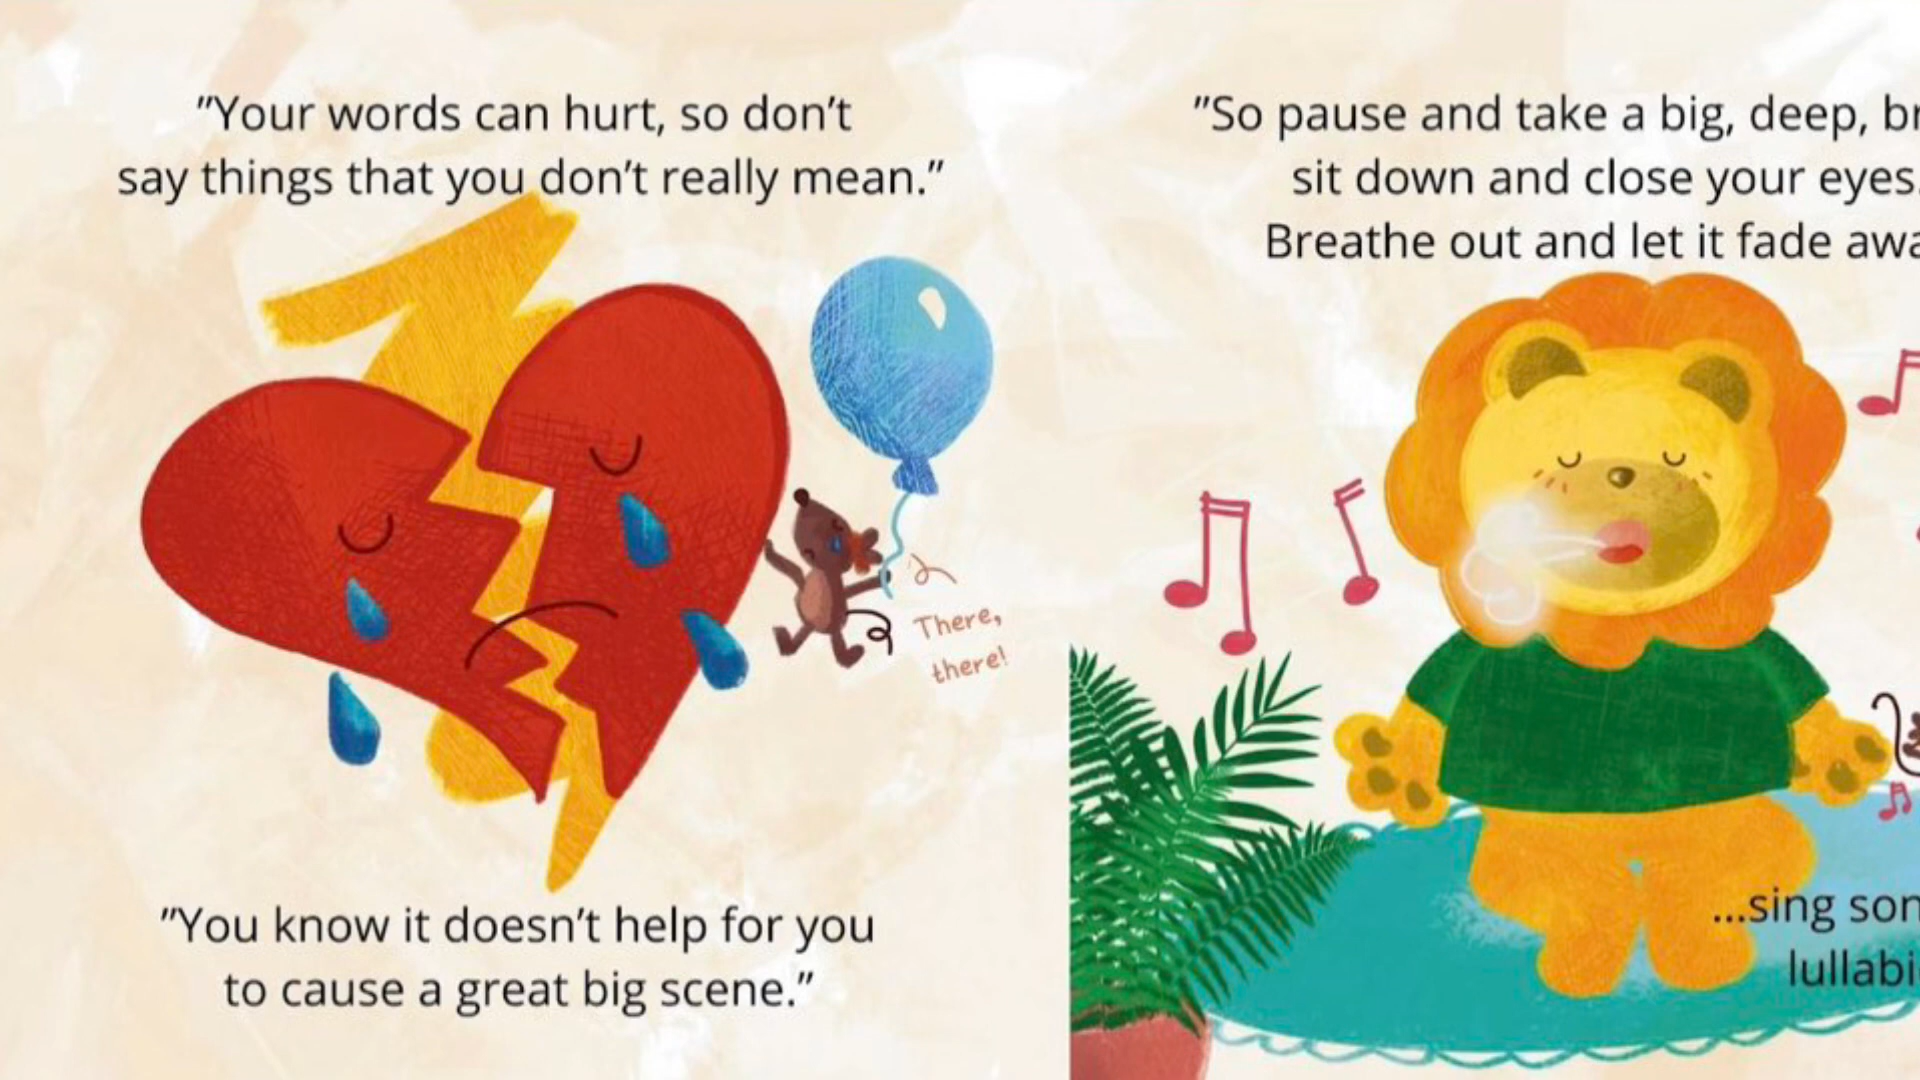 "Your words can hurt, so don't
say things that you don't really mean."
There,
there!
"You know it doesn't help for you
to cause a great big scene."
"So pause and take a big, deep,
sit down and close your eyes.
Breathe out and let it fade
...sing